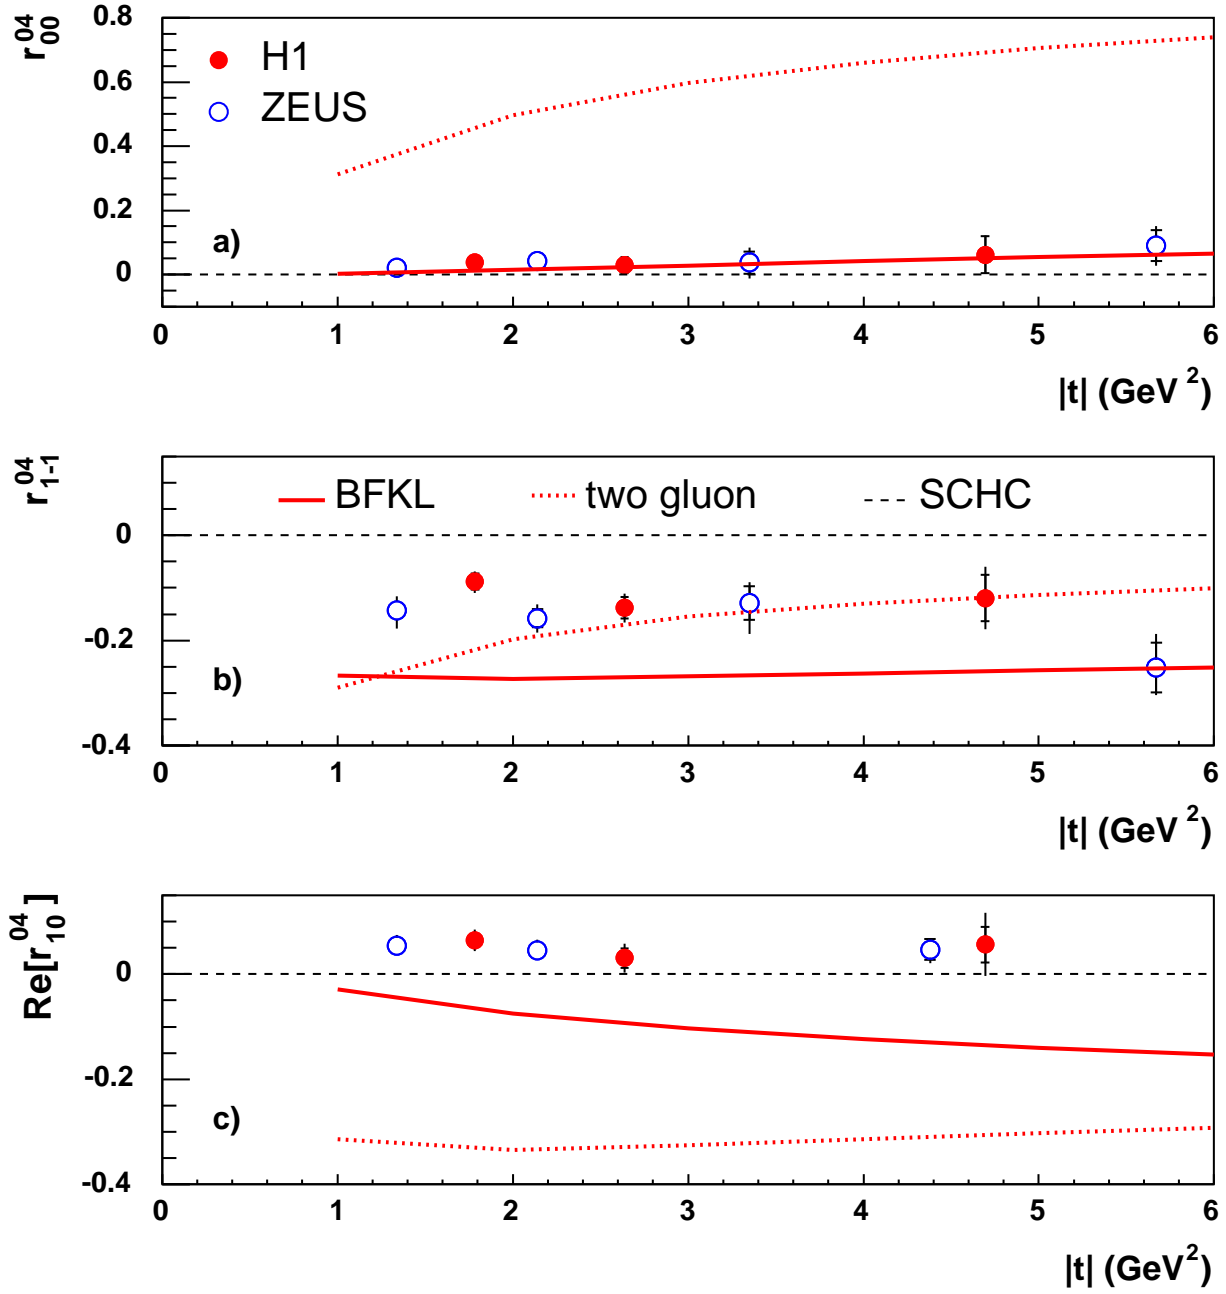 0.8
r_00^04
H1
0.6
ZEUS
0.4
0.2
a)
0
0 1 2 3 4 5 6
|t| (GeV^2)
r_1-1^04
BFKL two gluon SCHC
0
-0.2
b)
-0.4
0 1 2 3 4 5 6
|t| (GeV^2)
Re[r_10^04]
0
-0.2
c)
-0.4
0 1 2 3 4 5 6
|t| (GeV^2)